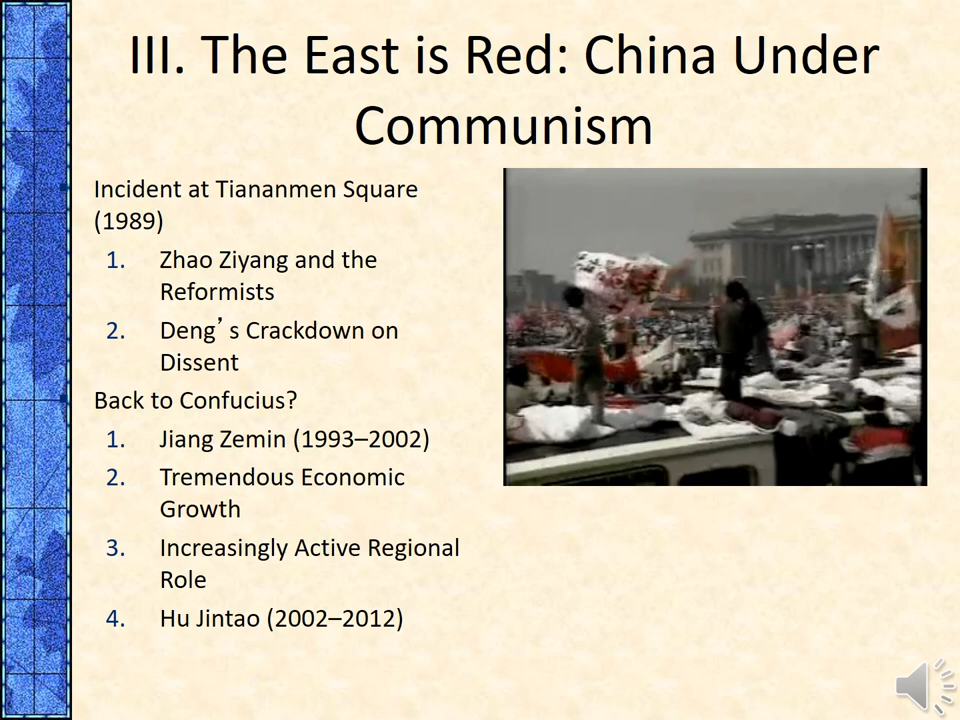 III. The East is Red: China Under
Communism
Incident at Tiananmen Square
(1989)
1. Zhao Ziyang and the
Reformists
2. Deng’s Crackdown on
Dissent
Back to Confucius?
1. Jiang Zemin (1993–2002)
2. Tremendous Economic
Growth
3. Increasingly Active Regional
Role
4. Hu Jintao (2002–2012)